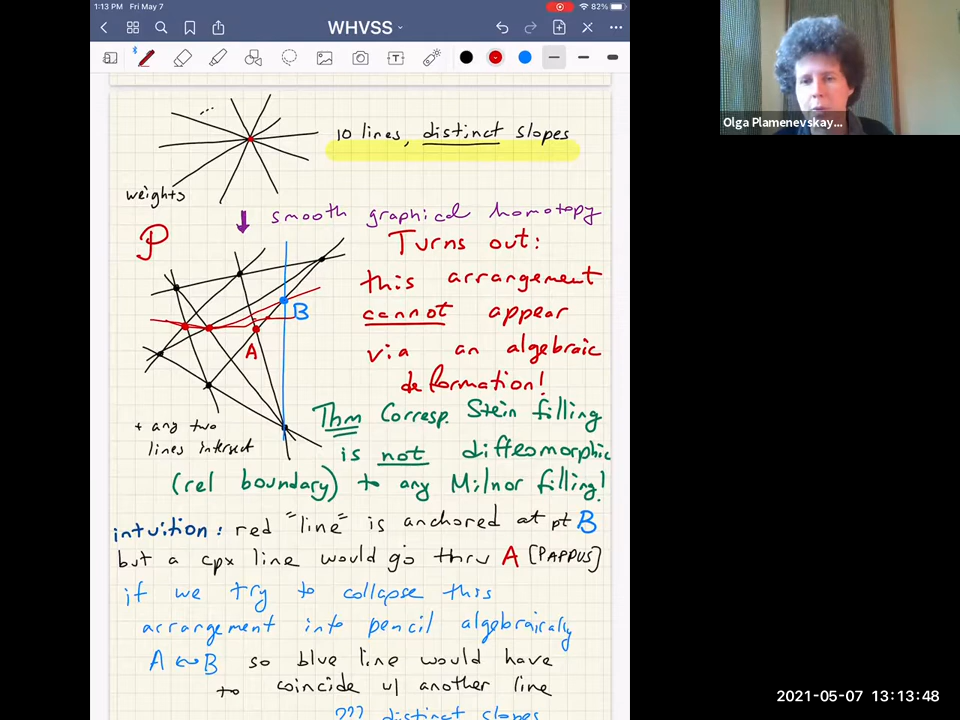 1:13 PM Fri May 7
82%
WHVSS
10 lines, distinct slopes
weights
smooth graphical homotopy
P
Turns out:
this arrangement
cannot appear
via an algebraic
deformation!
B
A
+ any two
lines intersect
Thm Corresp. Stein filling
is not diffeomorphic
(rel boundary) to any Milnor filling!
intuition: red "line" is anchored at pt B
but a cpx line would go thru A [PAPPUS]
if we try to collapse this
arrangement into pencil algebraically
A ↔ B so blue line would have
to coincide w/ another line
??? distinct slopes
Olga Plamenevskay...
2021-05-07 13:13:48